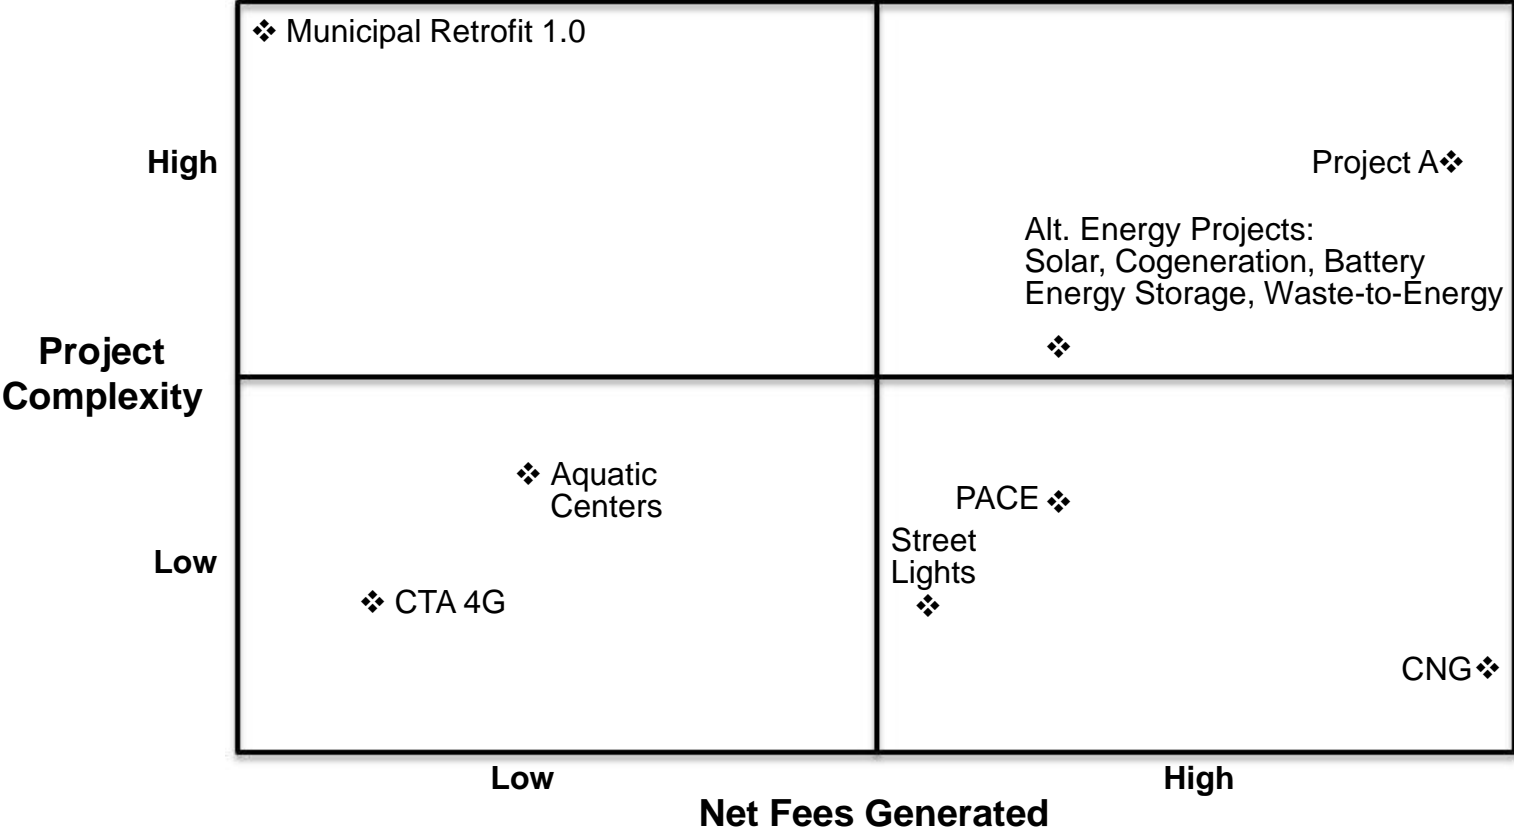 Municipal Retrofit 1.0
High
Project A
Alt. Energy Projects:
Solar, Cogeneration, Battery
Energy Storage, Waste-to-Energy
Project
Complexity
Aquatic
Centers
PACE
Street
Lights
Low
CTA 4G
CNG
Low
High
Net Fees Generated